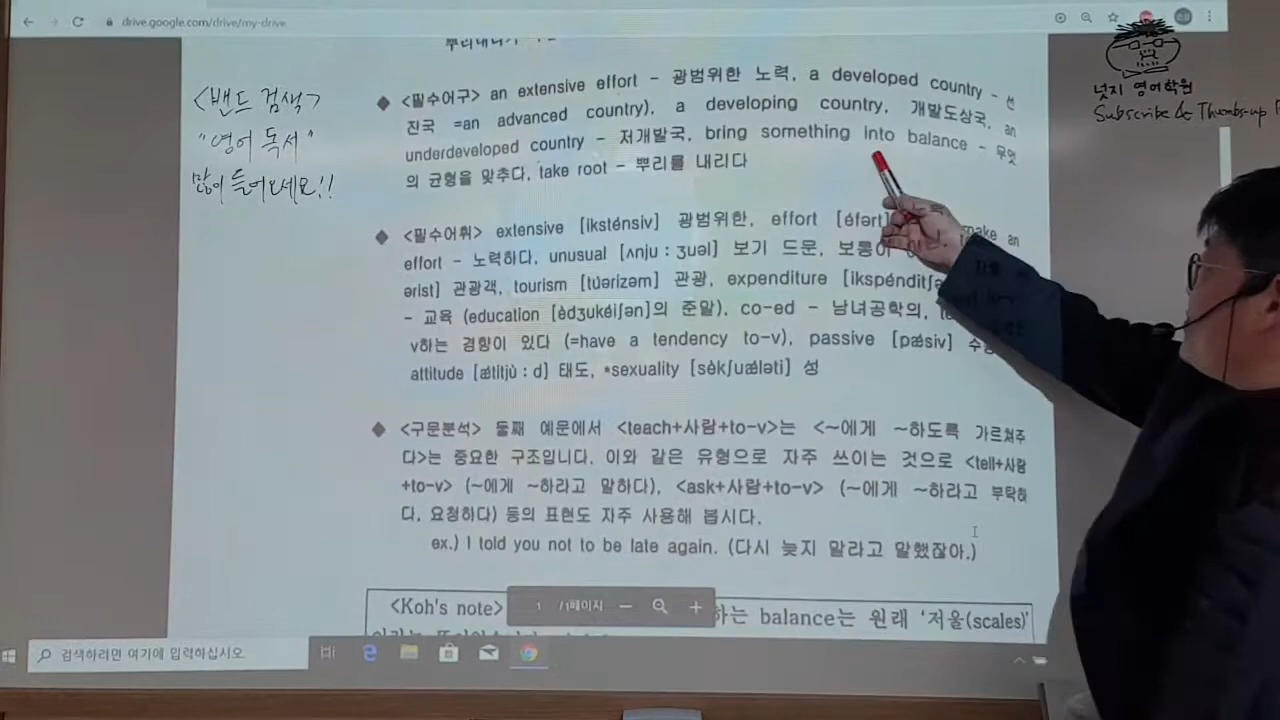 drive.google.com/drive/my-drive
<밴드 검색>
"영어 독서"
많이 들어오세요!!
넛지 영어학원
Subscribe & Thumbs-up
◆ <필수어구> an extensive effort - 광범위한 노력, a developed country - 선
진국 =an advanced country), a developing country, 개발도상국, an
underdeveloped country - 저개발국, bring something into balance - 무엇
의 균형을 맞추다, take root - 뿌리를 내리다
◆ <필수어휘> extensive [iksténsiv] 광범위한, effort [éfərt] make an
effort - 노력하다, unusual [ʌnju:ʒuəl] 보기 드문, 보통이
ərist] 관광객, tourism [túərizəm] 관광, expenditure
- 교육 (education [èdʒukéiʃən]의 준말), co-ed - 남녀공학의,
v하는 경향이 있다 (=have a tendency to-v), passive [pǽsiv]
attitude [ǽtitjù:d] 태도, *sexuality [sèkʃuǽləti] 성
◆ <구문분석> 둘째 예문에서 <teach+사람+to-v>는 <~에게 ~하도록 가르쳐주
다>는 중요한 구조입니다. 이와 같은 유형으로 자주 쓰이는 것으로 <tell+사람
+to-v> (~에게 ~하라고 말하다), <ask+사람+to-v> (~에게 ~하라고 부탁하
다, 요청하다) 등의 표현도 자주 사용해 봅시다.
ex.) I told you not to be late again. (다시 늦지 말라고 말했잖아.)
<Koh's note> 하는 balance는 원래 '저울(scales)'
1 /1페이지
검색하려면 여기에 입력하십시오.